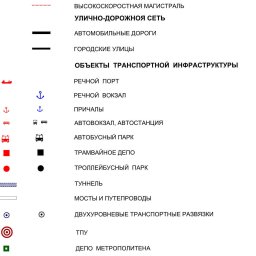 ВЫСОКОСКОРОСТНАЯ МАГИСТРАЛЬ
УЛИЧНО-ДОРОЖНАЯ СЕТЬ
АВТОМОБИЛЬНЫЕ ДОРОГИ
ГОРОДСКИЕ УЛИЦЫ
ОБЪЕКТЫ ТРАНСПОРТНОЙ ИНФРАСТРУКТУРЫ
РЕЧНОЙ ПОРТ
РЕЧНОЙ ВОКЗАЛ
ПРИЧАЛЫ
АВТОВОКЗАЛ, АВТОСТАНЦИЯ
АВТОБУСНЫЙ ПАРК
ТРАМВАЙНОЕ ДЕПО
ТРОЛЛЕЙБУСНЫЙ ПАРК
ТУННЕЛЬ
МОСТЫ И ПУТЕПРОВОДЫ
ДВУХУРОВНЕВЫЕ ТРАНСПОРТНЫЕ РАЗВЯЗКИ
ТПУ
ДЕПО МЕТРОПОЛИТЕНА